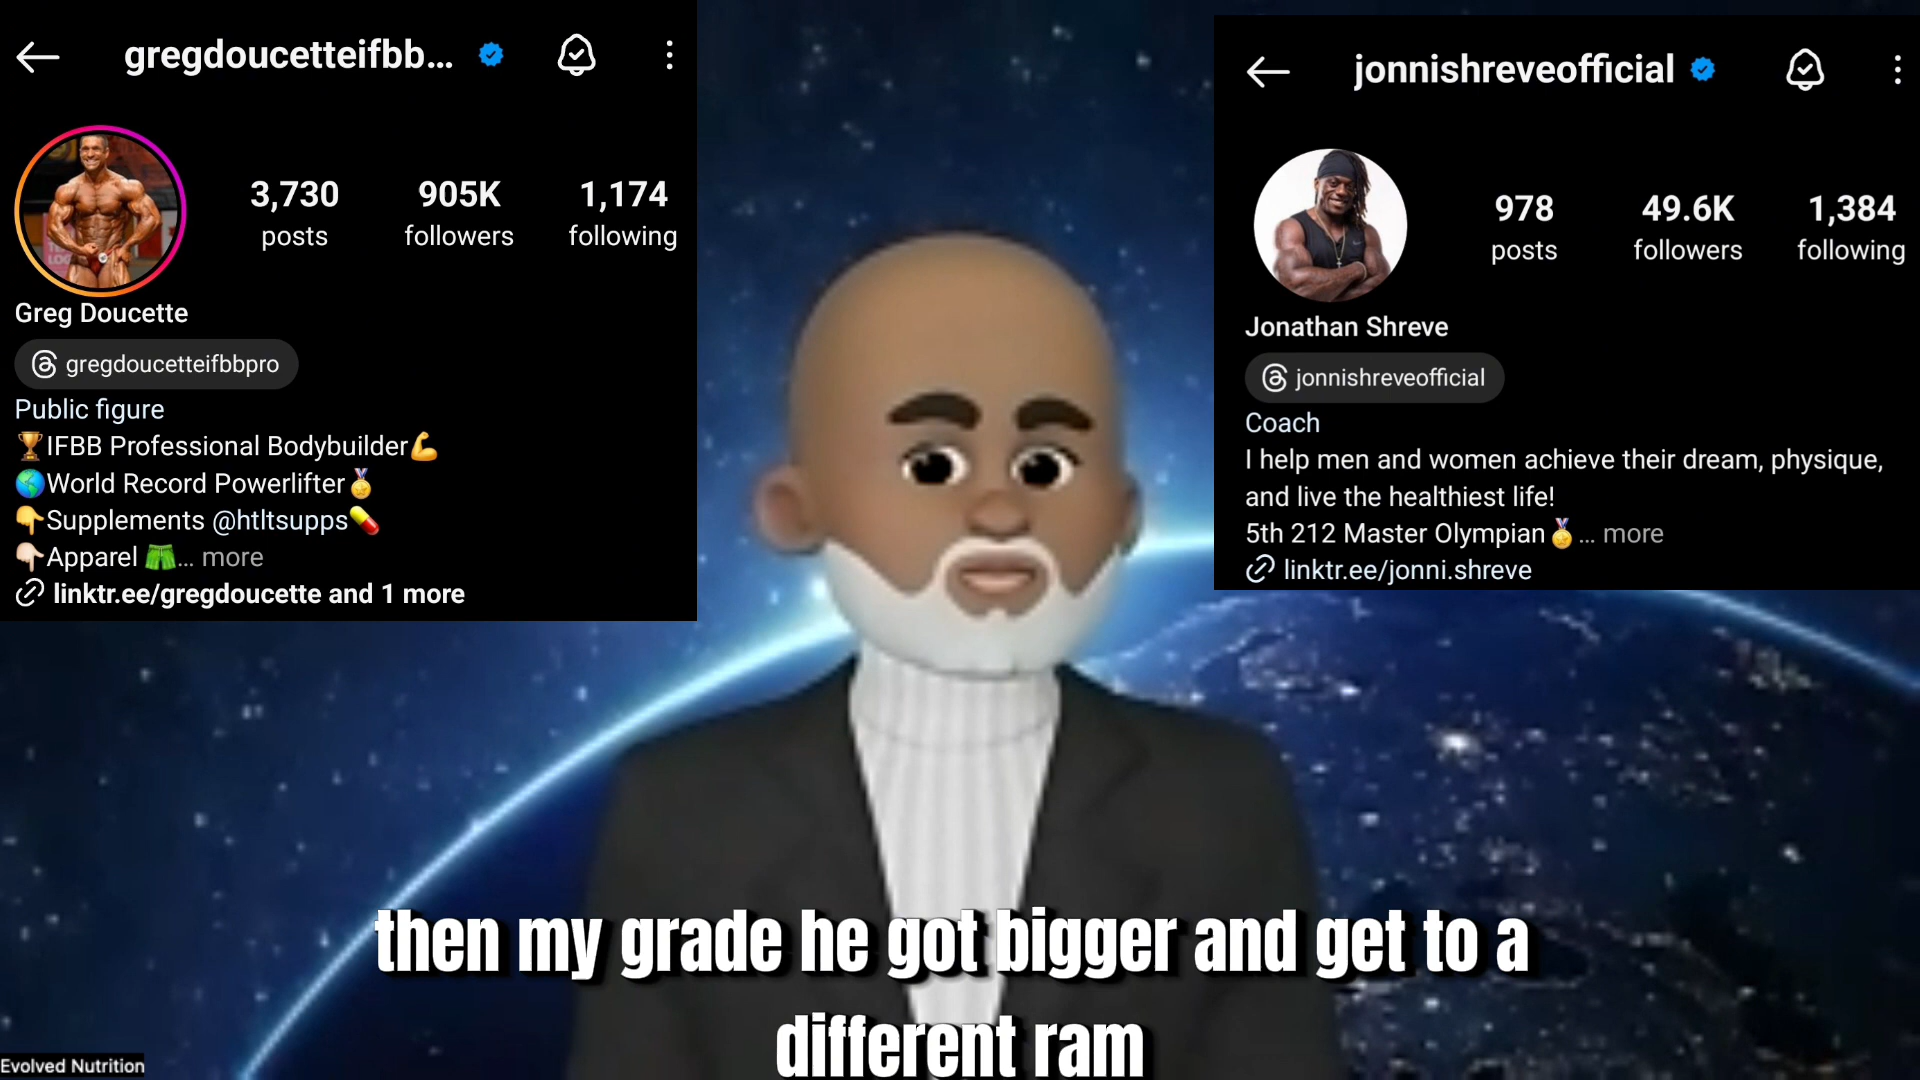 gregdoucetteifbb...
3,730 905K 1,174
posts followers following
Greg Doucette
gregdoucetteifbbpro
Public figure
🏆IFBB Professional Bodybuilder💪
🌎World Record Powerlifter🏅
👇Supplements @htltsupps💊
👇🏻Apparel 🩳... more
linktr.ee/gregdoucette and 1 more
jonnishreveofficial
978 49.6K 1,384
posts followers following
Jonathan Shreve
jonnishreveofficial
Coach
I help men and women achieve their dream, physique,
and live the healthiest life!
5th 212 Master Olympian🏅... more
linktr.ee/jonni.shreve
then my grade he got bigger and get to a
different ram
Evolved Nutrition